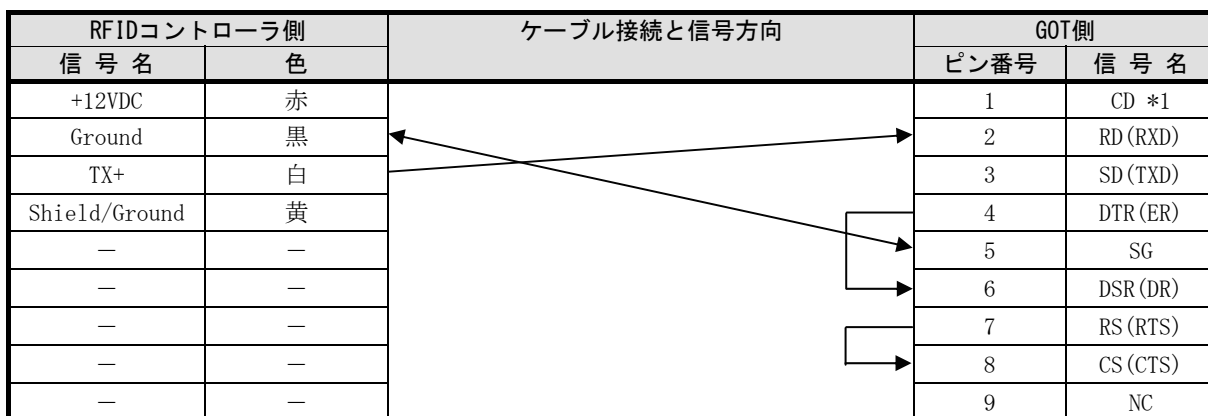 RFIDコントローラ側 ケーブル接続と信号方向 GOT側
信 号 名 色 ピン番号 信 号 名
+12VDC 赤 1 CD *1
Ground 黒 2 RD(RXD)
TX+ 白 3 SD(TXD)
Shield/Ground 黄 4 DTR(ER)
― ― 5 SG
― ― 6 DSR(DR)
― ― 7 RS(RTS)
― ― 8 CS(CTS)
― ― 9 NC